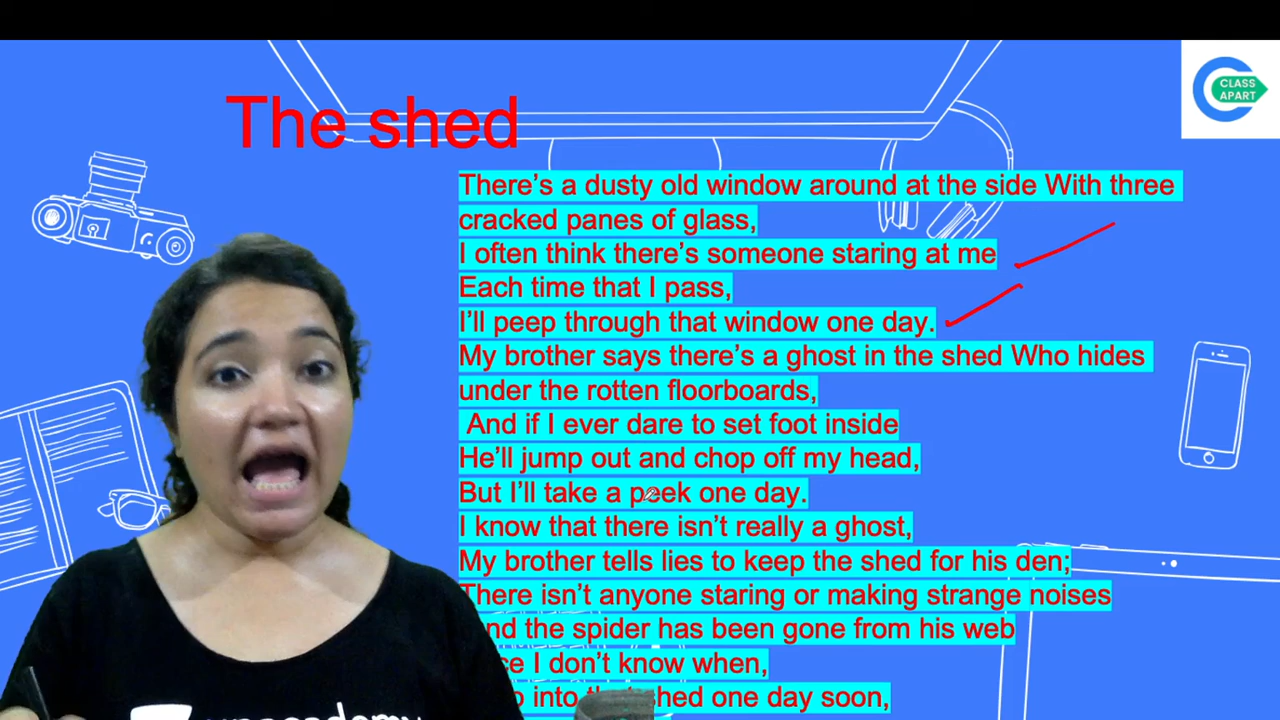 The shed
CLASS
APART
There's a dusty old window around at the side With three
cracked panes of glass,
I often think there's someone staring at me
Each time that I pass,
I'll peep through that window one day.
My brother says there's a ghost in the shed Who hides
under the rotten floorboards,
And if I ever dare to set foot inside
He'll jump out and chop off my head,
But I'll take a peek one day.
I know that there isn't really a ghost,
My brother tells lies to keep the shed for his den;
There isn't anyone staring or making strange noises
the spider has been gone from his web
I don't know when,
into that shed one day soon,
unacademy